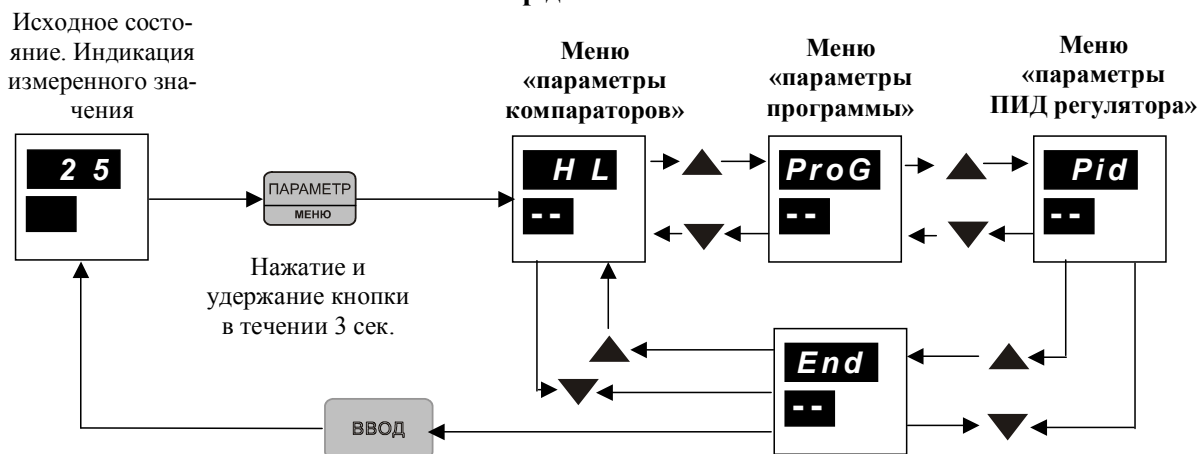 Исходное состо-
яние. Индикация
измеренного зна-
чения
Меню
«параметры
компараторов»
Меню
«параметры
программы»
Меню
«параметры
ПИД регулятора»
2 5
ПАРАМЕТР
МЕНЮ
H L
--
ProG
--
Pid
--
Нажатие и
удержание кнопки
в течении 3 сек.
End
--
ВВОД